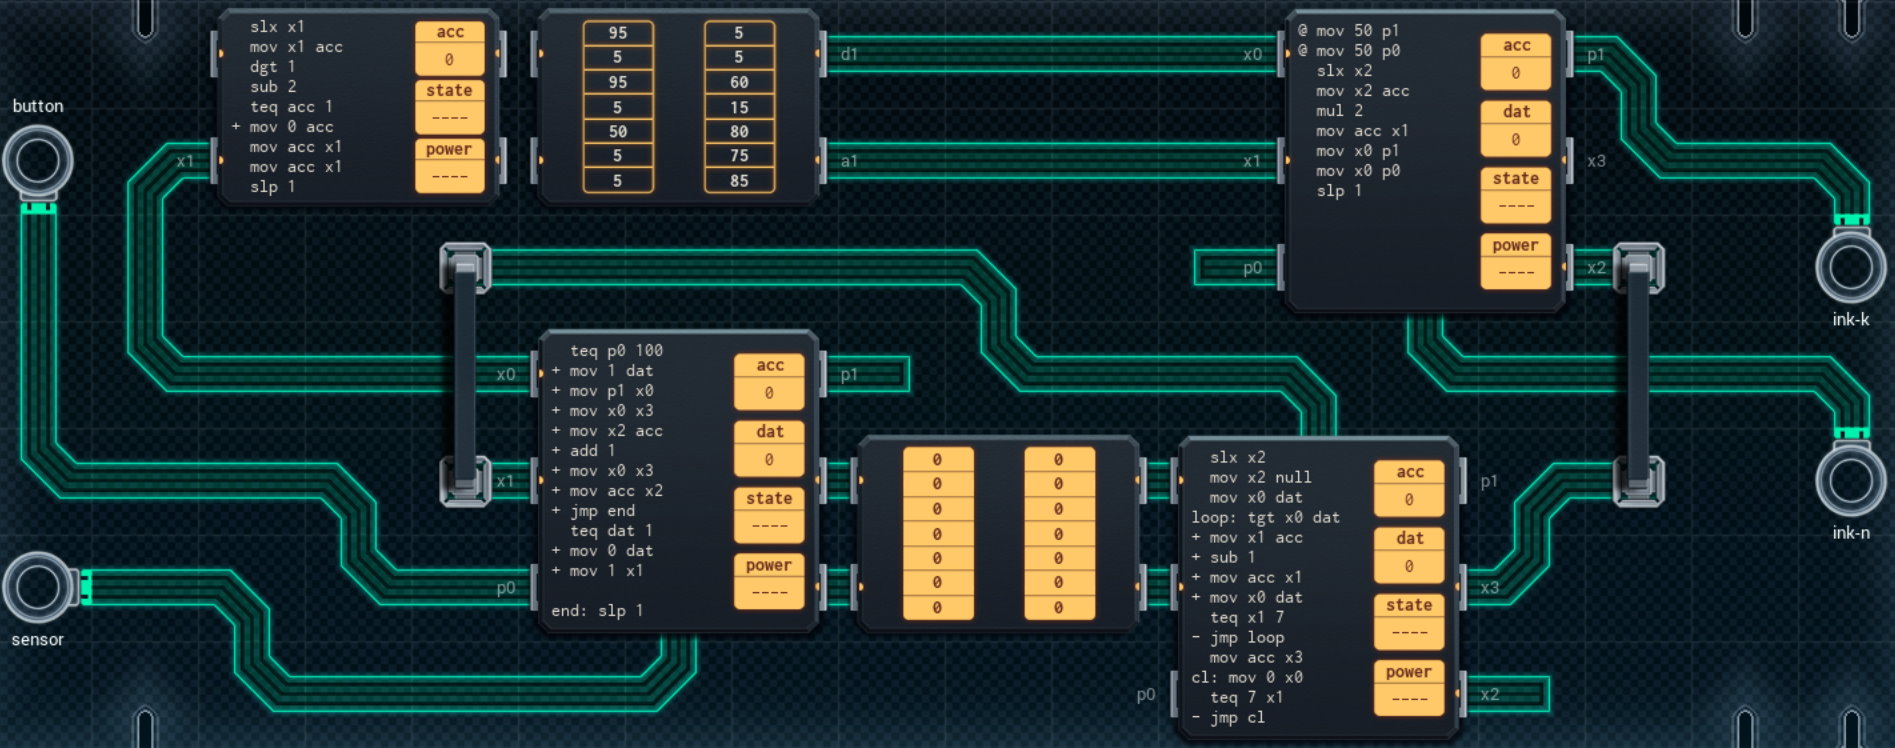 slx x1
mov x1 acc
dgt 1
sub 2
teq acc 1
+ mov 0 acc
mov acc x1
mov acc x1
slp 1
acc
0
state
----
power
----
x1
button
95 5
5 5
95 60
5 15
50 80
5 75
5 85
d1
a1
x0
x1
p0
@ mov 50 p1
@ mov 50 p0
slx x2
mov x2 acc
mul 2
mov acc x1
mov x0 p1
mov x0 p0
slp 1
acc
0
dat
0
state
----
power
----
p1
x3
x2
ink-k
x0
x1
p0
teq p0 100
+ mov 1 dat
+ mov p1 x0
+ mov x0 x3
+ mov x2 acc
+ add 1
+ mov x0 x3
+ mov acc x2
+ jmp end
teq dat 1
+ mov 0 dat
+ mov 1 x1
end: slp 1
acc
0
dat
0
state
----
power
----
p1
0 0
0 0
0 0
0 0
0 0
0 0
0 0
slx x2
mov x2 null
mov x0 dat
loop: tgt x0 dat
+ mov x1 acc
+ sub 1
+ mov acc x1
+ mov x0 dat
teq x1 7
- jmp loop
mov acc x3
cl: mov 0 x0
teq 7 x1
- jmp cl
acc
0
dat
0
state
----
power
----
p1
x3
x2
p0
ink-n
sensor